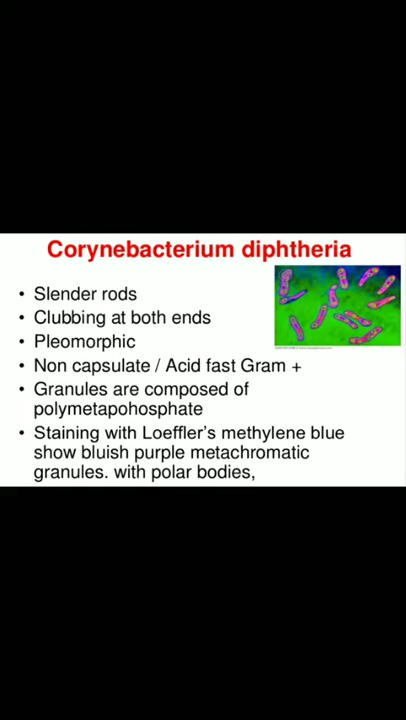 Corynebacterium diphtheria
• Slender rods
• Clubbing at both ends
• Pleomorphic
• Non capsulate / Acid fast Gram +
• Granules are composed of
polymetapohosphate
• Staining with Loeffler's methylene blue
show bluish purple metachromatic
granules. with polar bodies,